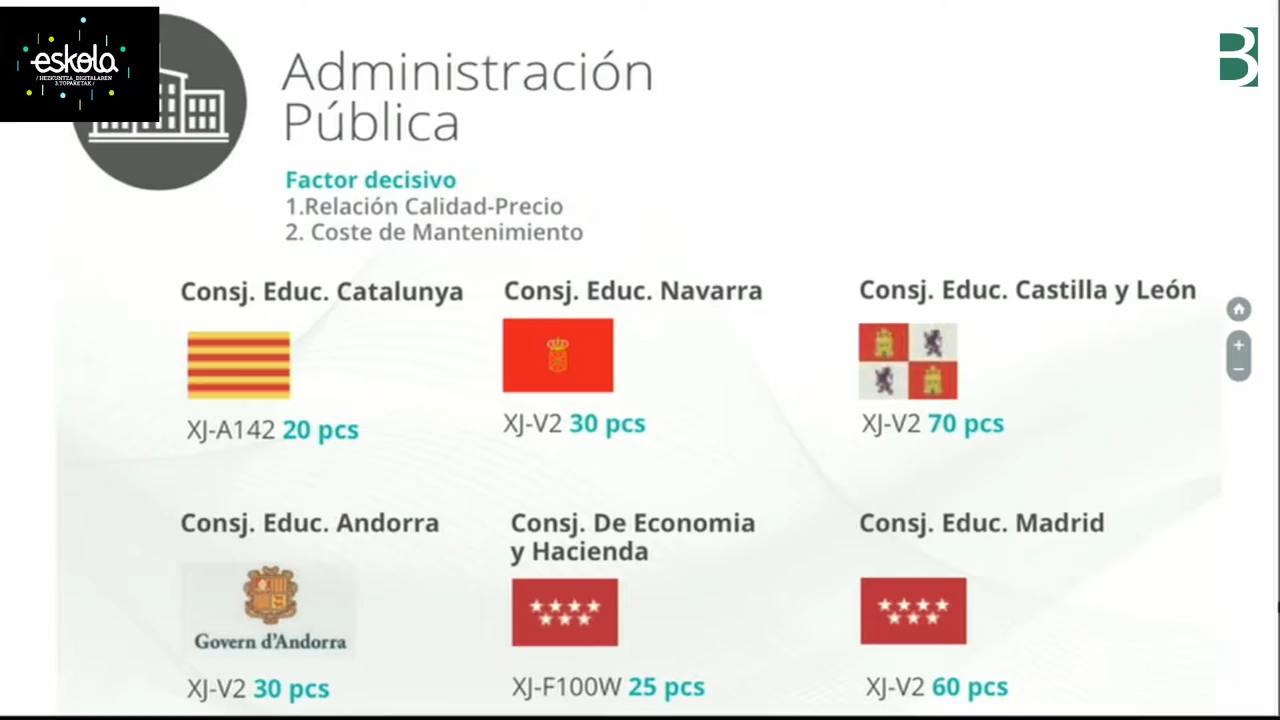 eskola
/HEZKUNTZA_DIGITALAREN
3.TOPAKETAK/
B
Administración
Pública
Factor decisivo
1.Relación Calidad-Precio
2. Coste de Mantenimiento
Consj. Educ. Catalunya
XJ-A142 20 pcs
Consj. Educ. Navarra
XJ-V2 30 pcs
Consj. Educ. Castilla y León
XJ-V2 70 pcs
Consj. Educ. Andorra
Govern d'Andorra
XJ-V2 30 pcs
Consj. De Economia
y Hacienda
XJ-F100W 25 pcs
Consj. Educ. Madrid
XJ-V2 60 pcs